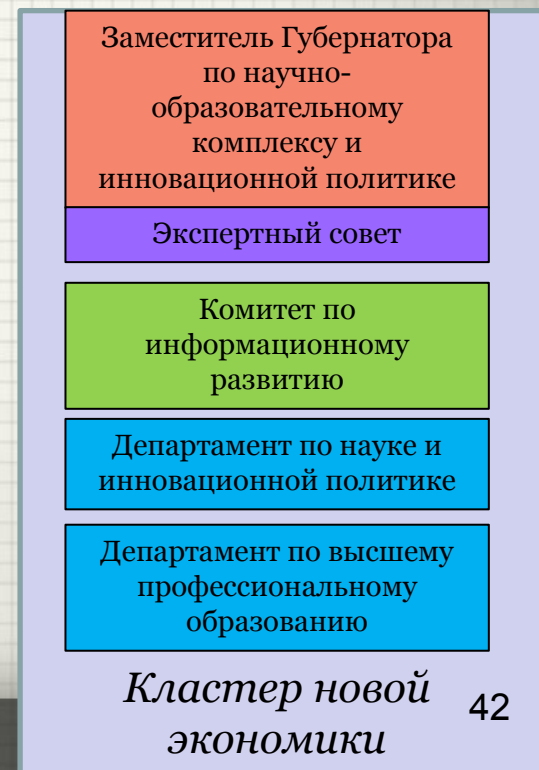 Заместитель Губернатора
по научно-
образовательному
комплексу и
инновационной политике
Экспертный совет
Комитет по
информационному
развитию
Департамент по науке и
инновационной политике
Департамент по высшему
профессиональному
образованию
Кластер новой
экономики
42